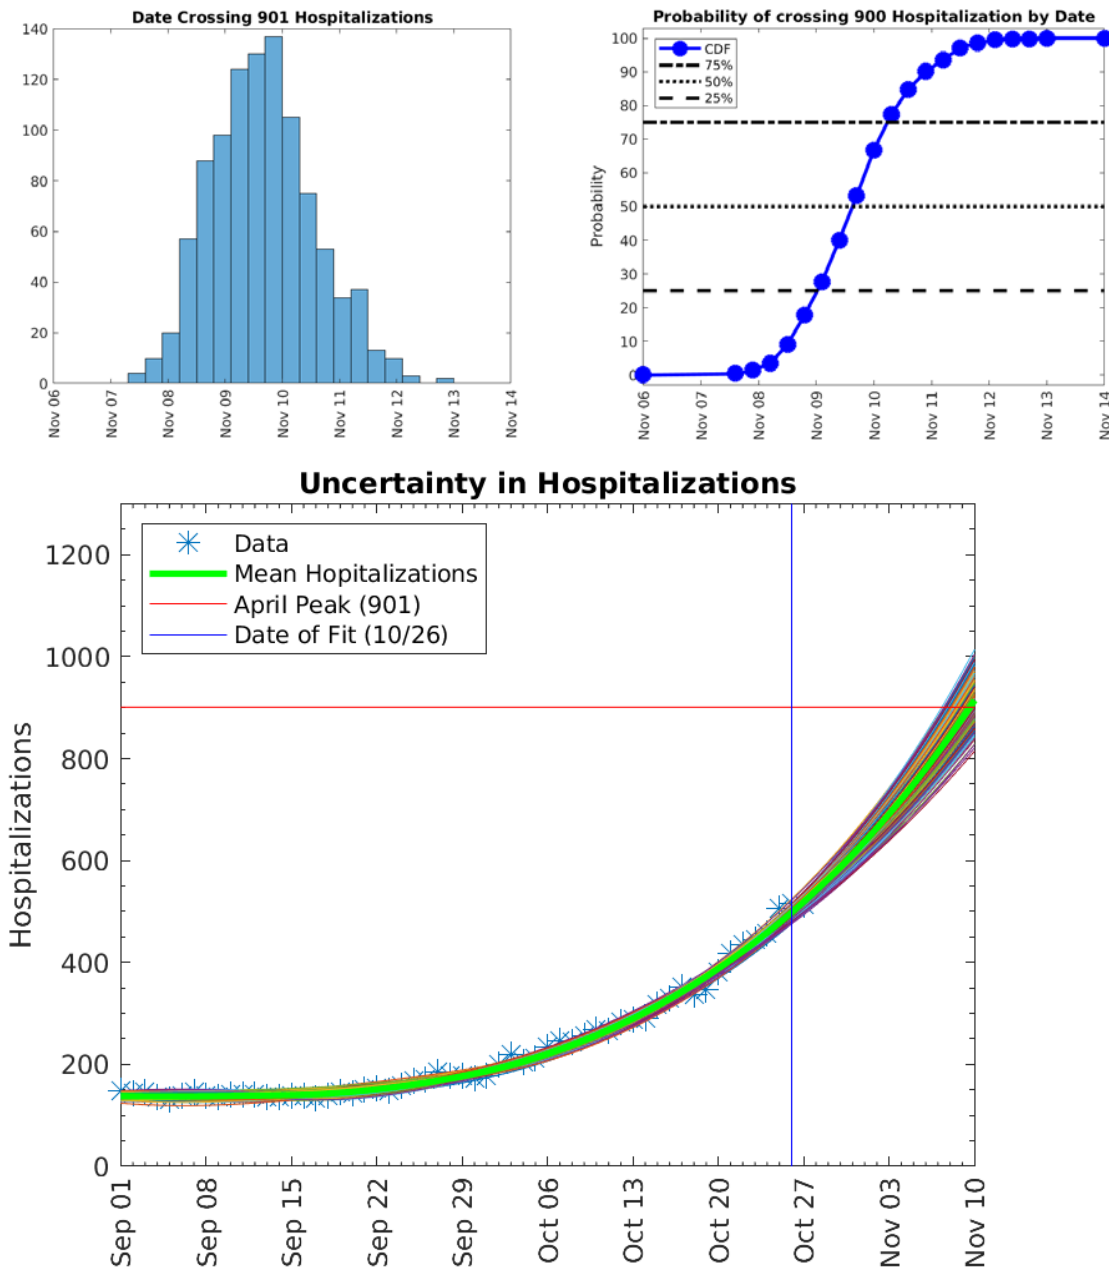 Date Crossing 901 Hospitalizations
140
120
100
80
60
40
20
0
Nov 06
Nov 07
Nov 08
Nov 09
Nov 10
Nov 11
Nov 12
Nov 13
Nov 14
Probability of crossing 900 Hospitalization by Date
Probability
100
90
80
70
60
50
40
30
20
10
0
CDF
75%
50%
25%
Nov 06
Nov 07
Nov 08
Nov 09
Nov 10
Nov 11
Nov 12
Nov 13
Nov 14
Uncertainty in Hospitalizations
Hospitalizations
1200
1000
800
600
400
200
0
Data
Mean Hopitalizations
April Peak (901)
Date of Fit (10/26)
Sep 01
Sep 08
Sep 15
Sep 22
Sep 29
Oct 06
Oct 13
Oct 20
Oct 27
Nov 03
Nov 10